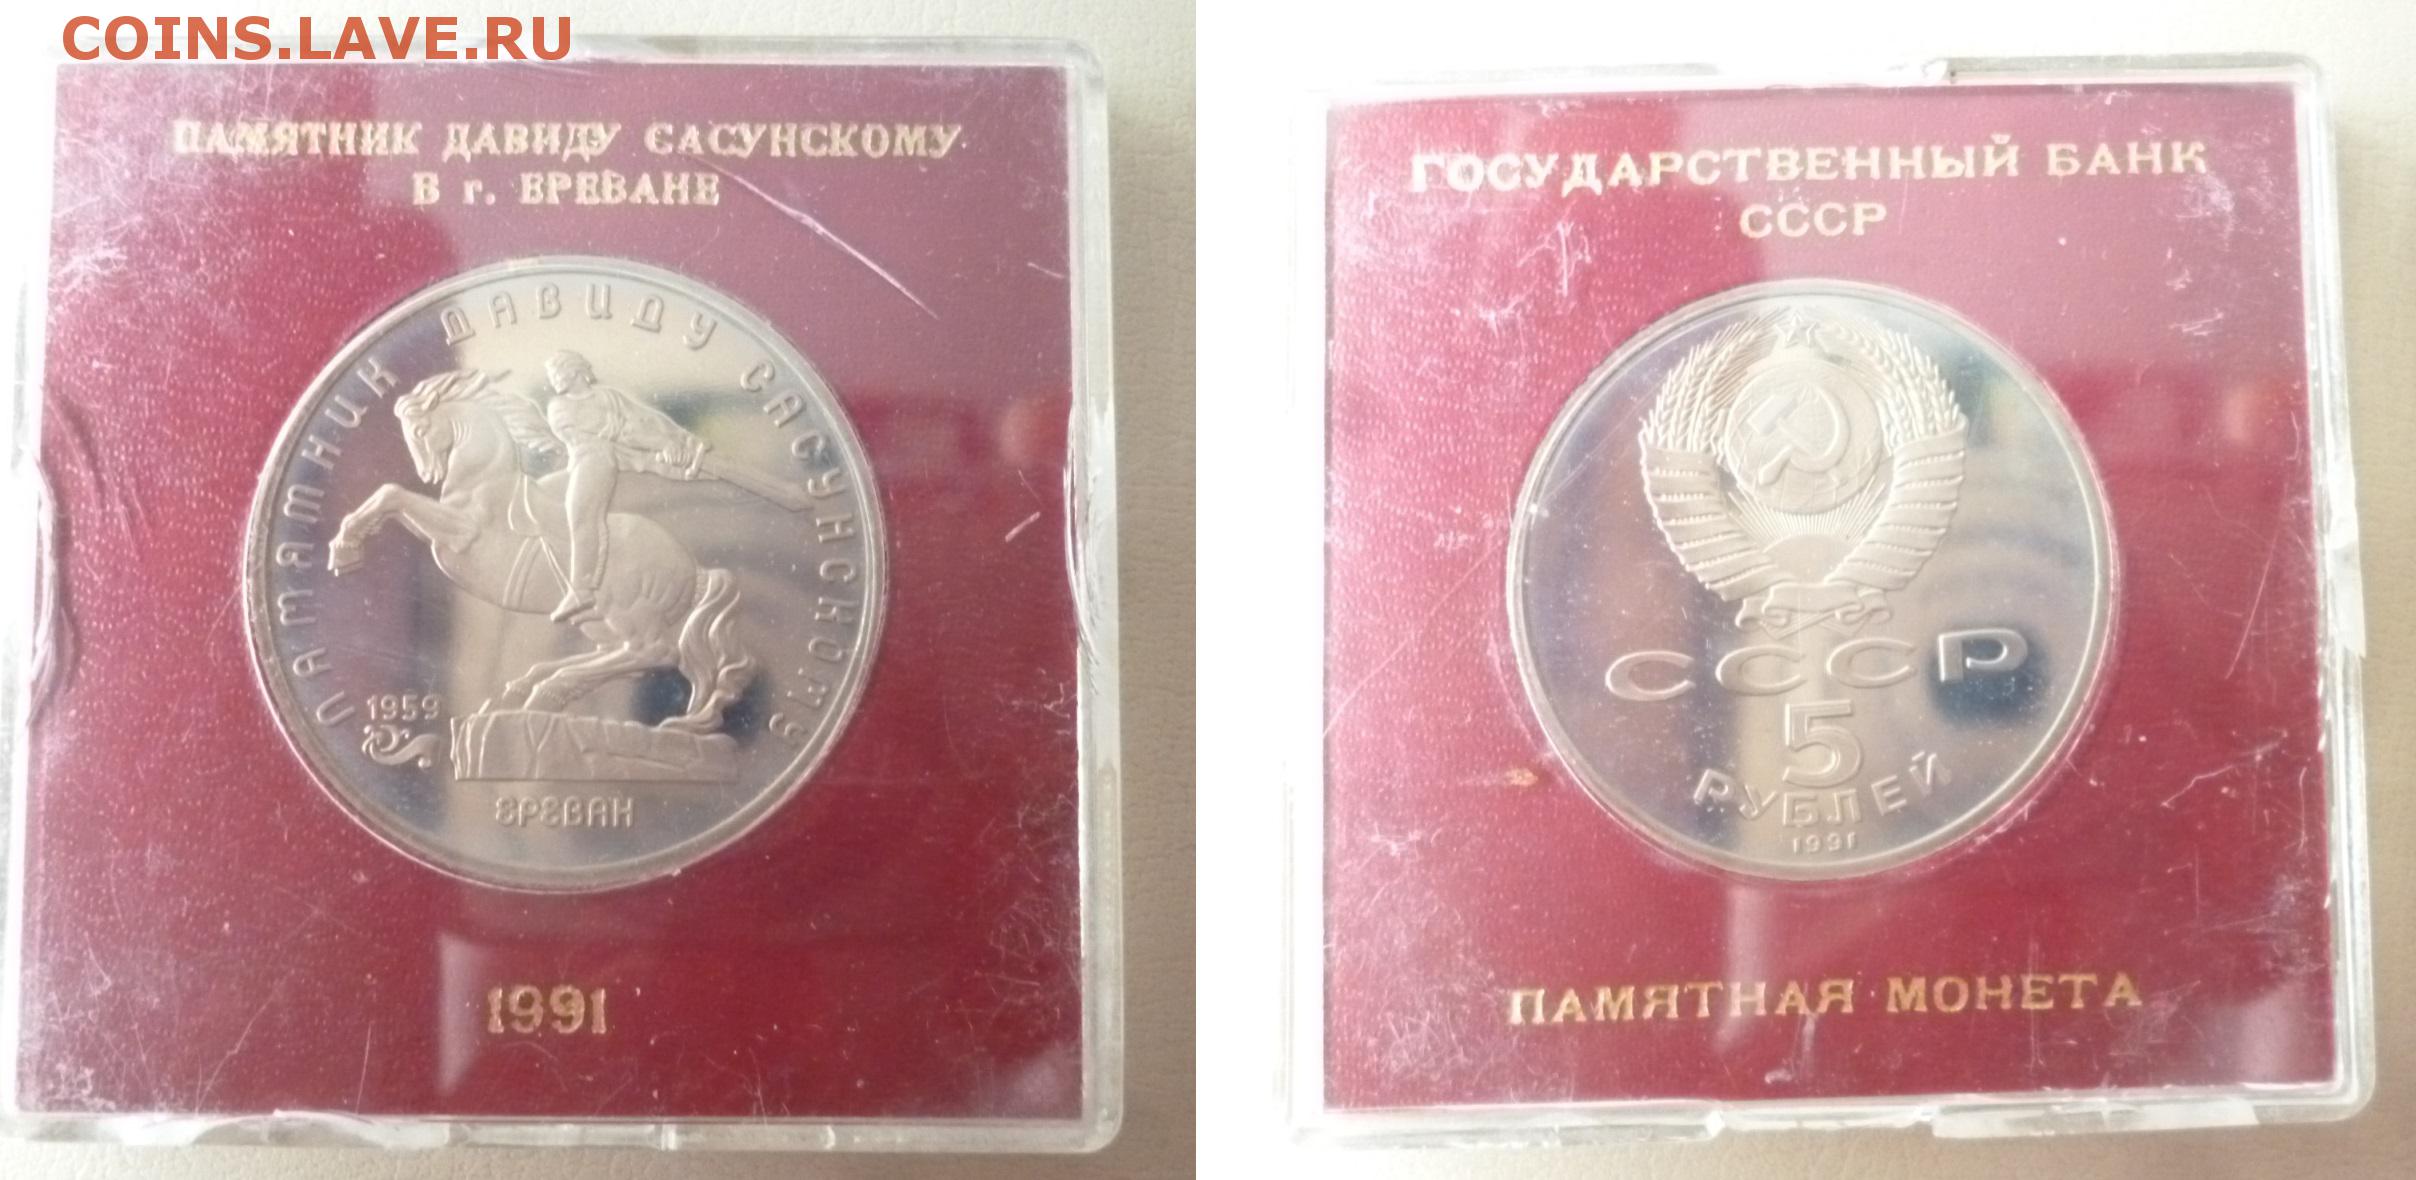 COINS.LAVE.RU
ПАМЯТНИК ДАВИДУ САСУНСКОМУ
В г. ЕРЕВАНЕ
ПАМЯТНИК ДАВИДУ САСУНСКОМУ
1959
ЕРЕВАН
1991
ГОСУДАРСТВЕННЫЙ БАНК
СССР
СССР
5
РУБЛЕЙ
1991
ПАМЯТНАЯ МОНЕТА